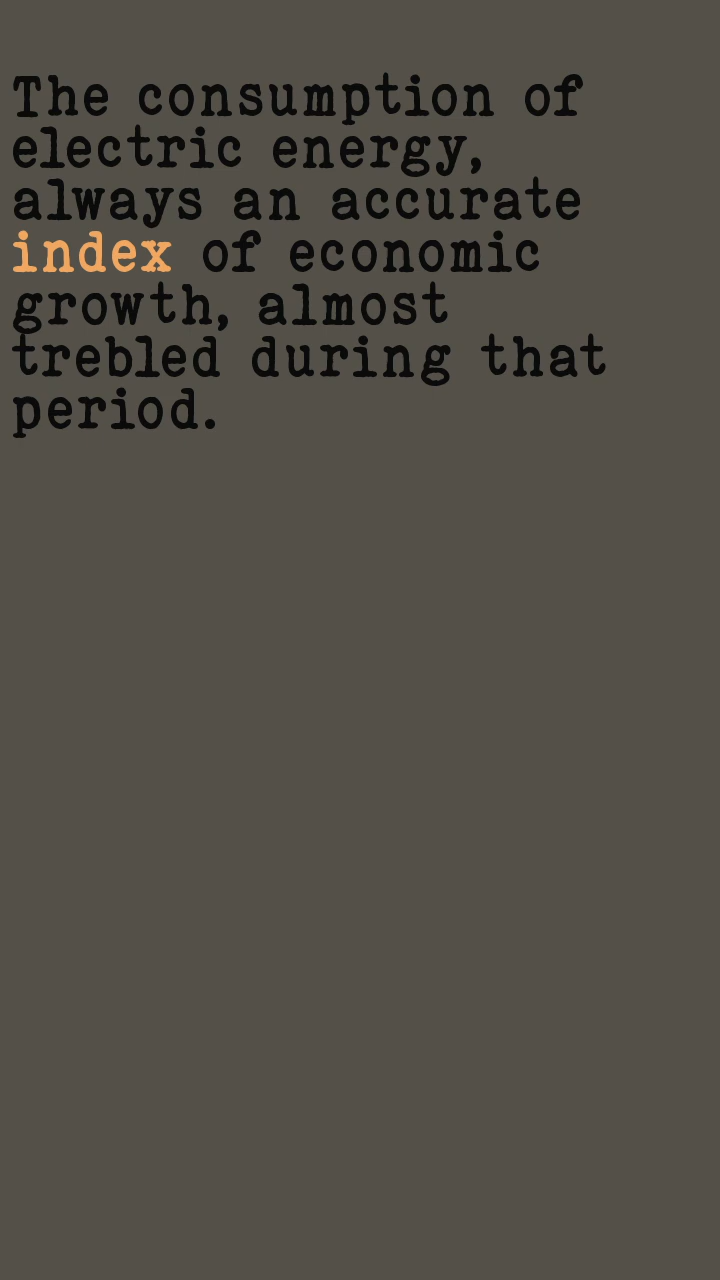 The consumption of
electric energy,
always an accurate
index of economic
growth, almost
trebled during that
period.